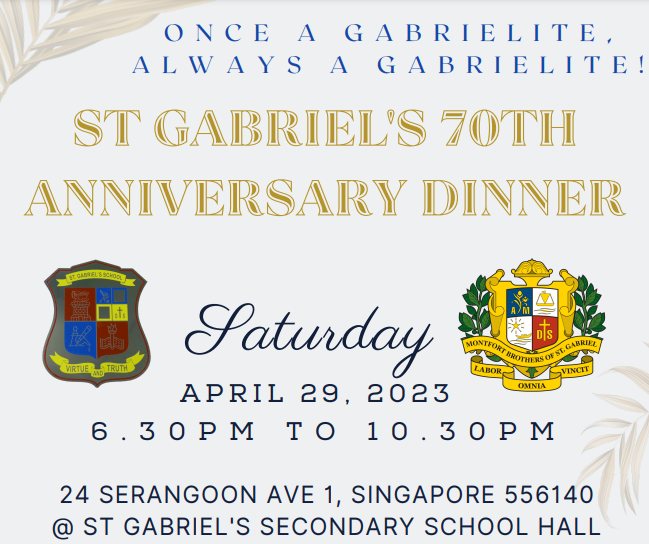 ONCE A GABRIELITE,
ALWAYS A GABRIELITE!
ST GABRIEL'S 70TH
ANNIVERSARY DINNER
ST. GABRIEL'S SCHOOL
VIRTUE AND TRUTH
Saturday
A M
D S
MONTFORT BROTHERS OF ST. GABRIEL
LABOR OMNIA VINCIT
APRIL 29, 2023
6.30PM TO 10.30PM
24 SERANGOON AVE 1, SINGAPORE 556140
@ ST GABRIEL'S SECONDARY SCHOOL HALL